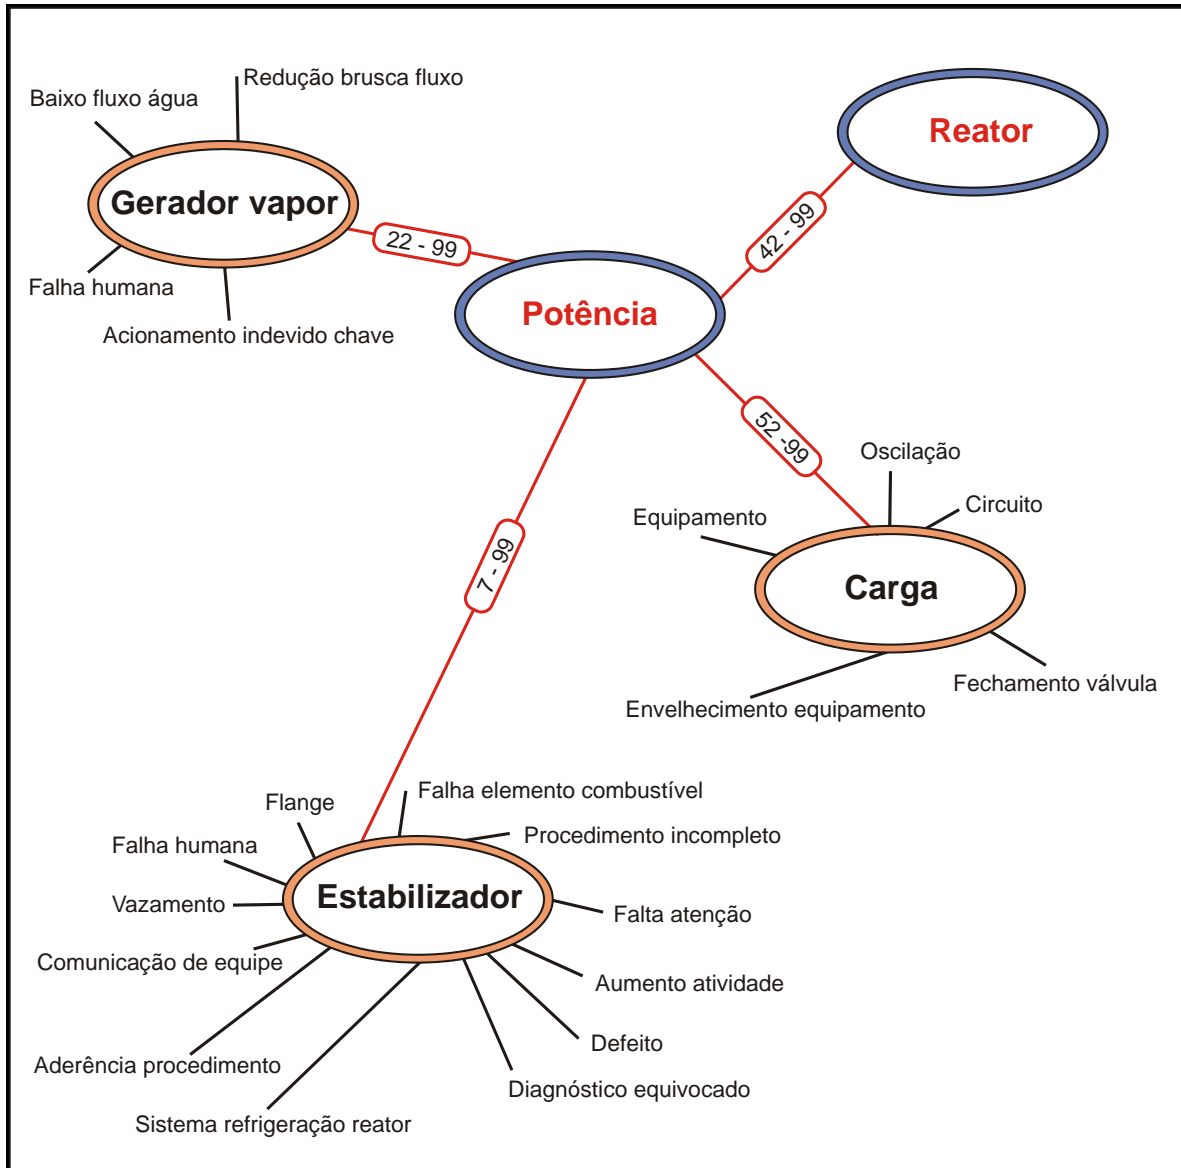 Redução brusca fluxo
Baixo fluxo água
Reator
Gerador vapor
42 - 99
22 - 99
Falha humana
Potência
Acionamento indevido chave
52 -99
Oscilação
Circuito
Equipamento
7 - 99
Carga
Fechamento válvula
Envelhecimento equipamento
Falha elemento combustível
Flange
Procedimento incompleto
Falha humana
Estabilizador
Vazamento
Falta atenção
Comunicação de equipe
Aumento atividade
Defeito
Aderência procedimento
Diagnóstico equivocado
Sistema refrigeração reator